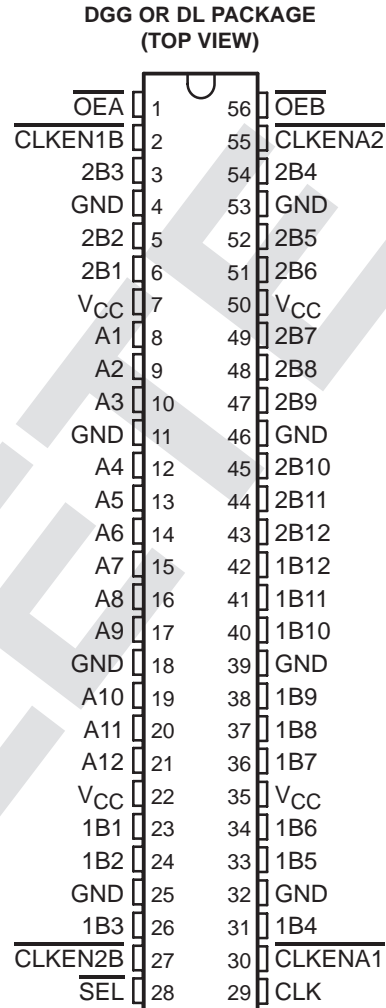 DGG OR DL PACKAGE
(TOP VIEW)
OEA 1 56 OEB
CLKEN1B 2 55 CLKENA2
2B3 3 54 2B4
GND 4 53 GND
2B2 5 52 2B5
2B1 6 51 2B6
VCC 7 50 VCC
A1 8 49 2B7
A2 9 48 2B8
A3 10 47 2B9
GND 11 46 GND
A4 12 45 2B10
A5 13 44 2B11
A6 14 43 2B12
A7 15 42 1B12
A8 16 41 1B11
A9 17 40 1B10
GND 18 39 GND
A10 19 38 1B9
A11 20 37 1B8
A12 21 36 1B7
VCC 22 35 VCC
1B1 23 34 1B6
1B2 24 33 1B5
GND 25 32 GND
1B3 26 31 1B4
CLKEN2B 27 30 CLKENA1
SEL 28 29 CLK